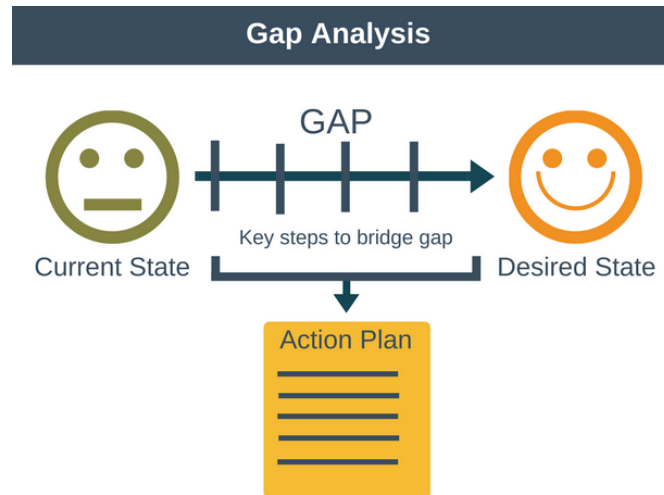 Gap Analysis
GAP
Key steps to bridge gap
Current State
Desired State
Action Plan